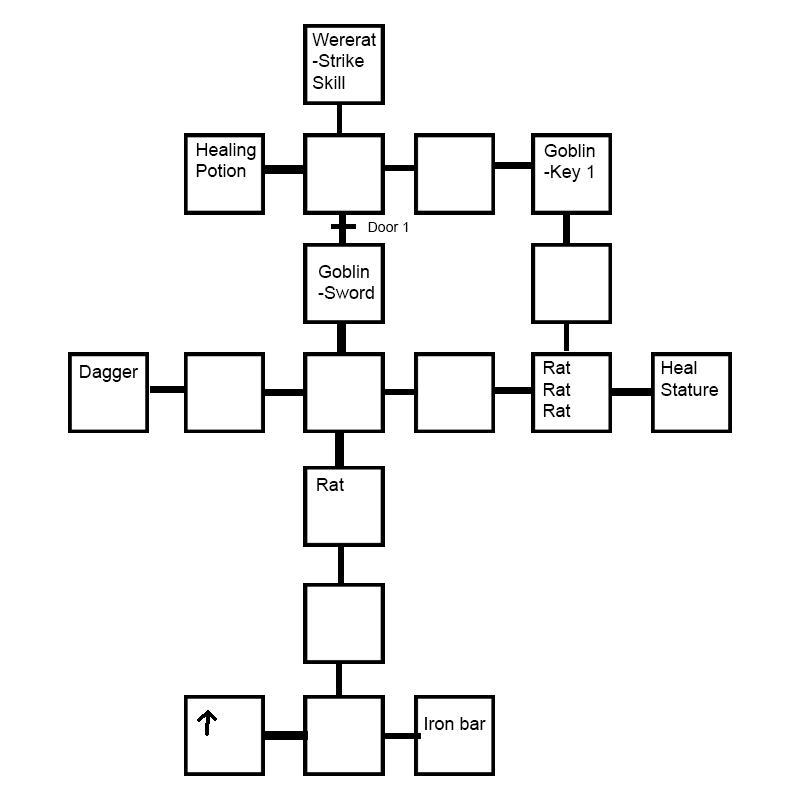 Wererat
-Strike
Skill
Healing
Potion
Goblin
-Key 1
Door 1
Goblin
-Sword
Dagger
Rat
Rat
Rat
Heal
Stature
Rat
Iron bar